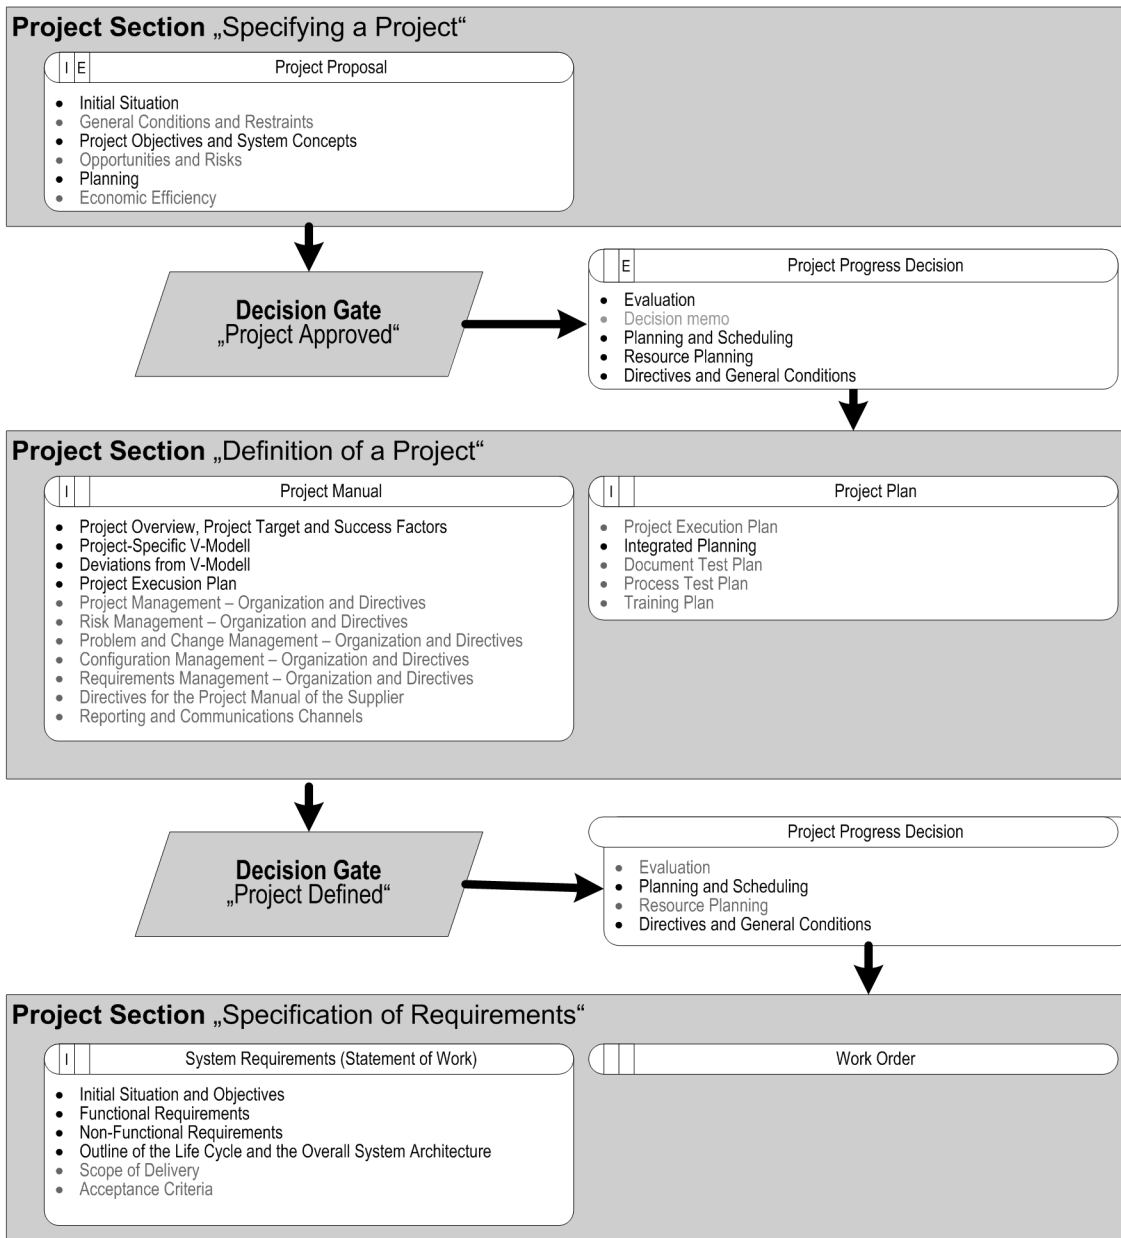 Project Section „Specifying a Project“
I E Project Proposal
• Initial Situation
• General Conditions and Restraints
• Project Objectives and System Concepts
• Opportunities and Risks
• Planning
• Economic Efficiency
Decision Gate
„Project Approved“
E Project Progress Decision
• Evaluation
• Decision memo
• Planning and Scheduling
• Resource Planning
• Directives and General Conditions
Project Section „Definition of a Project“
I Project Manual
• Project Overview, Project Target and Success Factors
• Project-Specific V-Modell
• Deviations from V-Modell
• Project Execusion Plan
• Project Management – Organization and Directives
• Risk Management – Organization and Directives
• Problem and Change Management – Organization and Directives
• Configuration Management – Organization and Directives
• Requirements Management – Organization and Directives
• Directives for the Project Manual of the Supplier
• Reporting and Communications Channels
I Project Plan
• Project Execution Plan
• Integrated Planning
• Document Test Plan
• Process Test Plan
• Training Plan
Decision Gate
„Project Defined“
Project Progress Decision
• Evaluation
• Planning and Scheduling
• Resource Planning
• Directives and General Conditions
Project Section „Specification of Requirements“
I System Requirements (Statement of Work)
• Initial Situation and Objectives
• Functional Requirements
• Non-Functional Requirements
• Outline of the Life Cycle and the Overall System Architecture
• Scope of Delivery
• Acceptance Criteria
Work Order